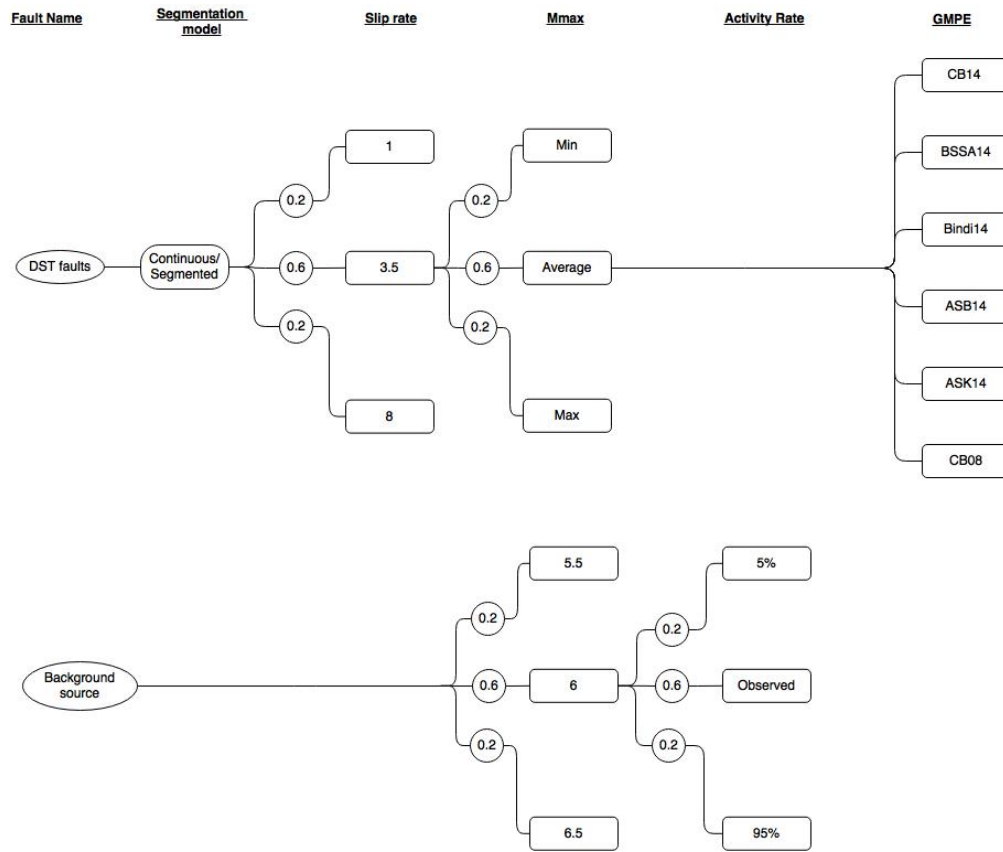 Fault Name
Segmentation
model
Slip rate
Mmax
Activity Rate
GMPE
CB14
BSSA14
Bindi14
ASB14
ASK14
CB08
1
Min
0.2
0.2
DST faults
Continuous/
Segmented
0.6
3.5
0.6
Average
0.2
0.2
8
Max
5.5
5%
0.2
0.2
Background
source
0.6
6
0.6
Observed
0.2
0.2
6.5
95%